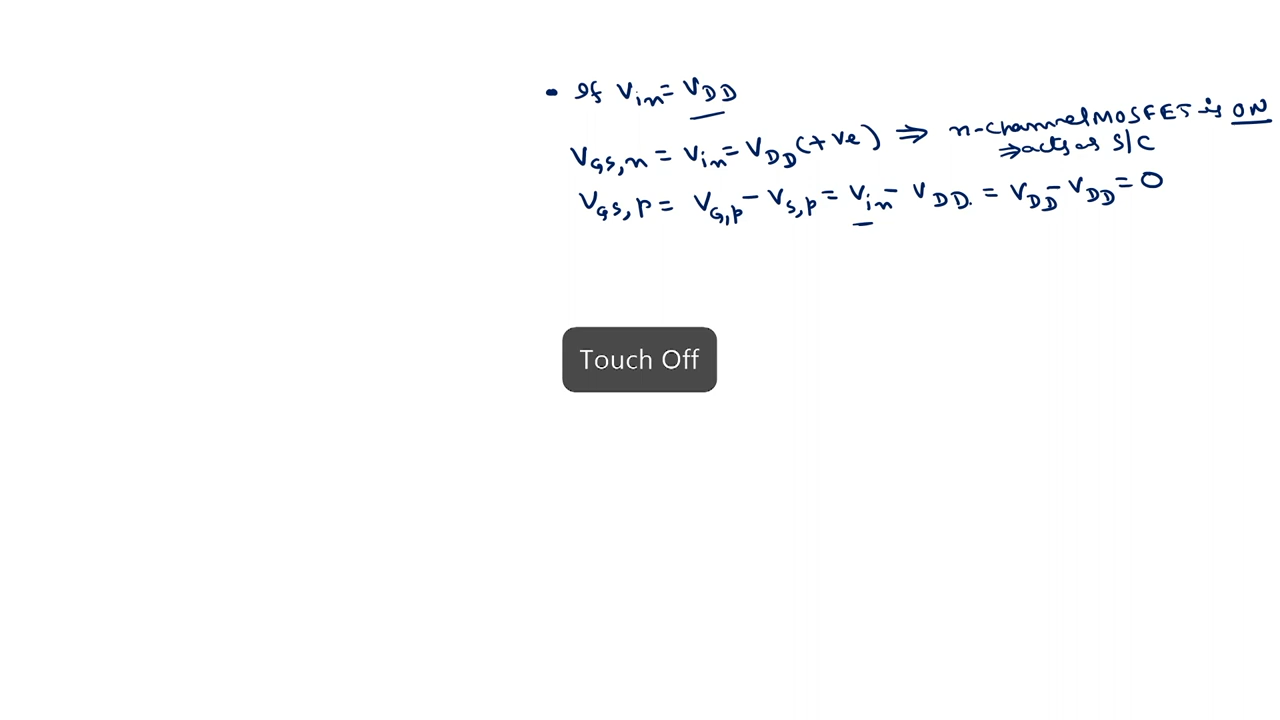 • If Vin = VDD
VGS,n = Vin = VDD (+ve) ⇒ n-channel MOSFET is ON
⇒ acts as S/C
VGS,p = VG,p - VS,p = Vin - VDD. = VDD - VDD = 0
Touch Off